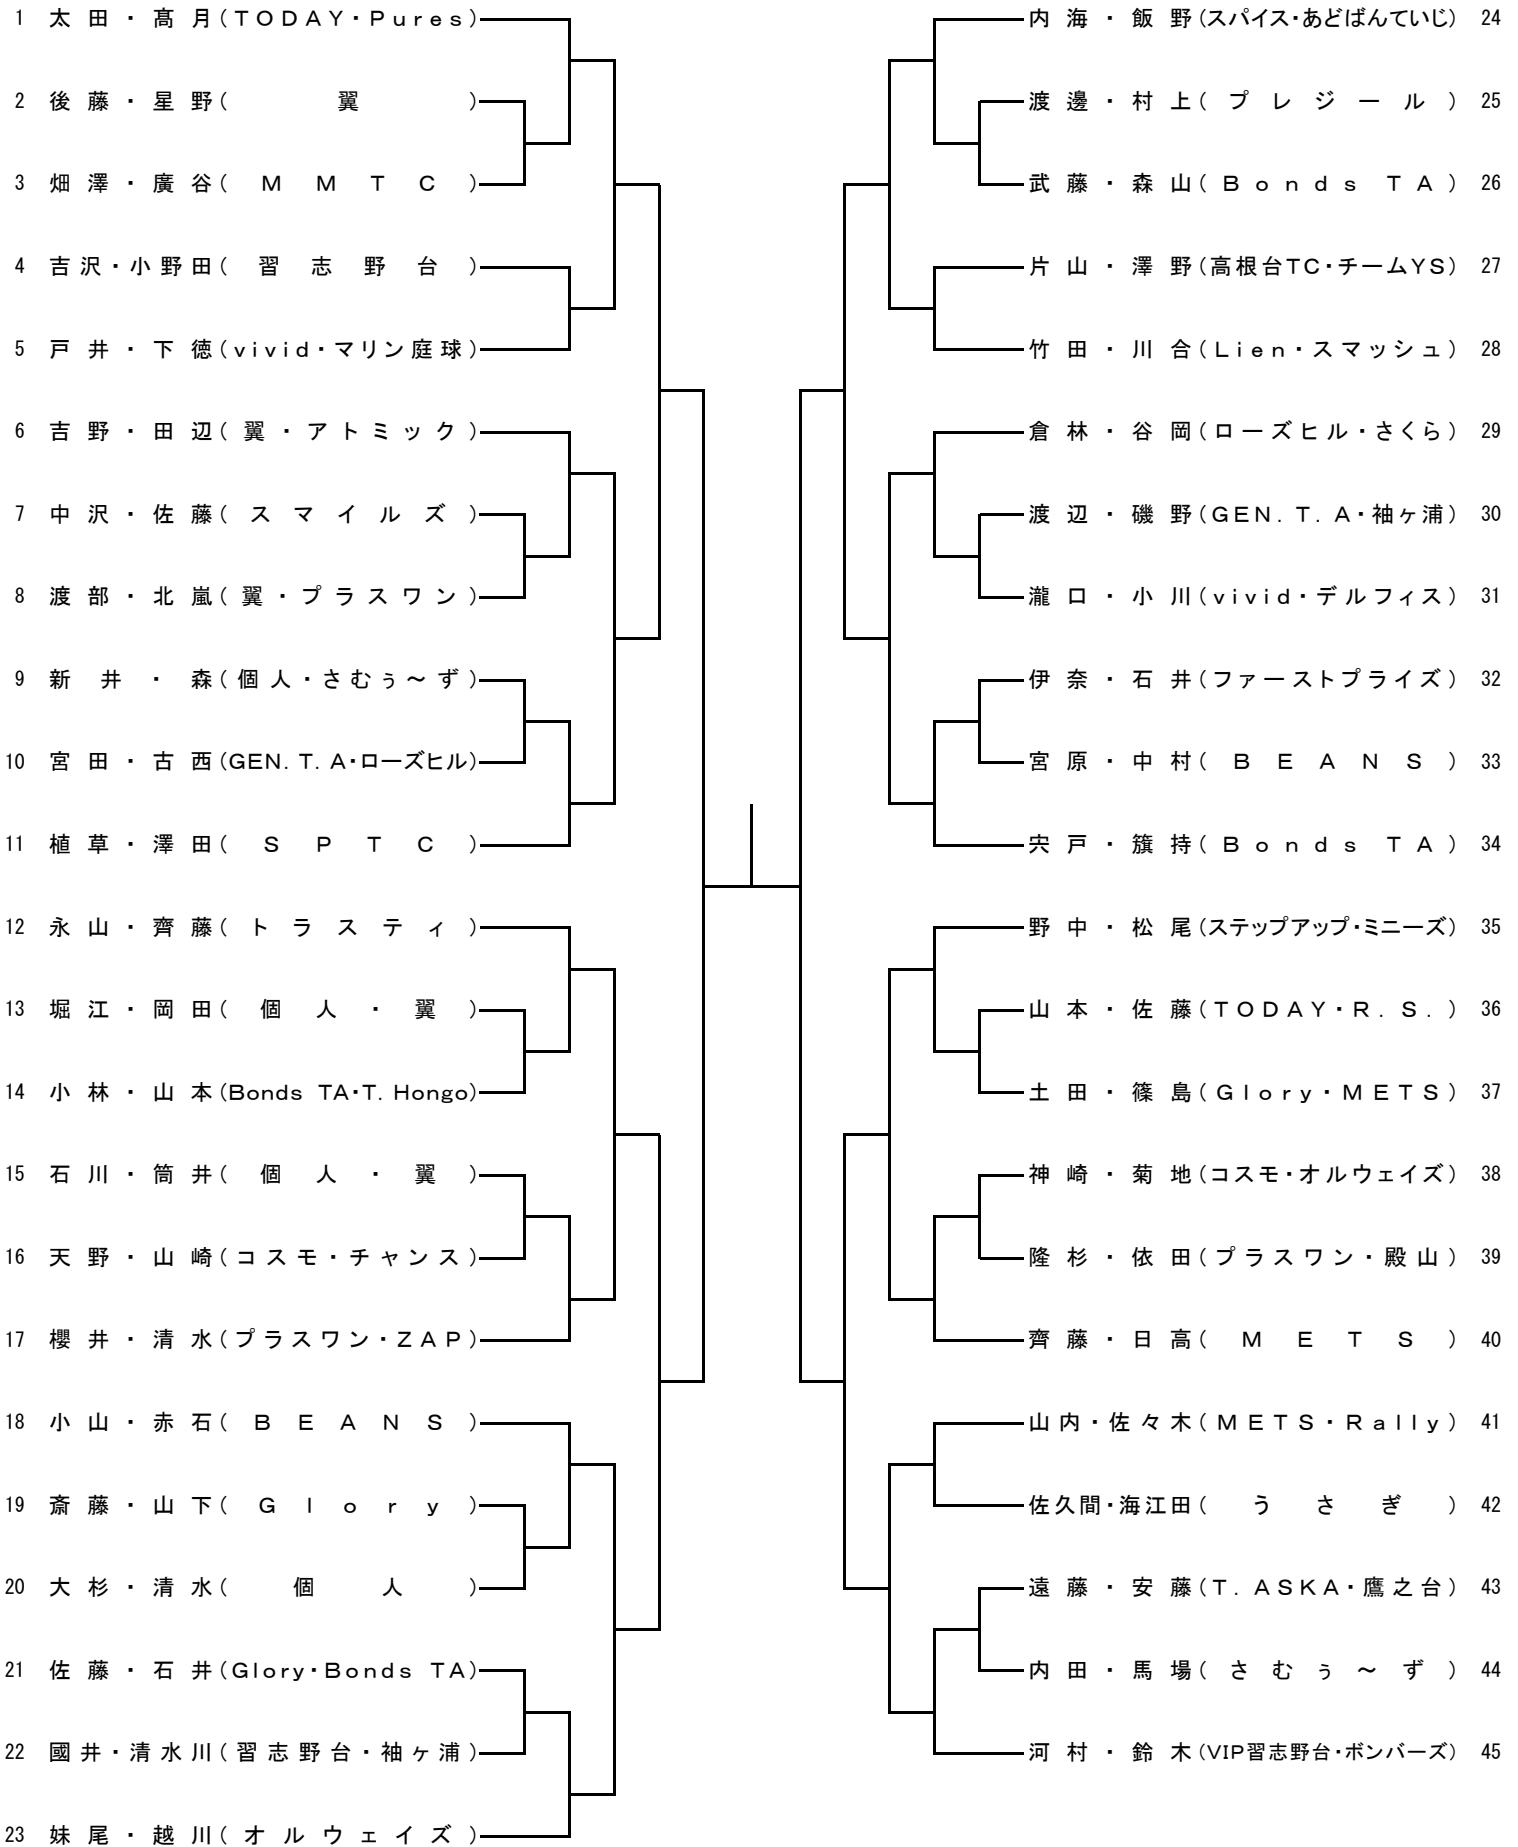 1 太田・髙月(TODAY・Pures)
2 後藤・星野(翼)
3 畑澤・廣谷(MMTC)
4 吉沢・小野田(習志野台)
5 戸井・下徳(vivid・マリン庭球)
6 吉野・田辺(翼・アトミック)
7 中沢・佐藤(スマイルズ)
8 渡部・北嵐(翼・プラスワン)
9 新井・森(個人・さむぅ～ず)
10 宮田・古西(GEN.T.A・ローズヒル)
11 植草・澤田(SPTC)
12 永山・齊藤(トラスティ)
13 堀江・岡田(個人・翼)
14 小林・山本(Bonds TA・T.Hongo)
15 石川・筒井(個人・翼)
16 天野・山崎(コスモ・チャンス)
17 櫻井・清水(プラスワン・ZAP)
18 小山・赤石(BEANS)
19 斎藤・山下(Glory)
20 大杉・清水(個人)
21 佐藤・石井(Glory・Bonds TA)
22 國井・清水川(習志野台・袖ヶ浦)
23 妹尾・越川(オルウェイズ)
内海・飯野(スパイス・あどばんていじ) 24
渡邊・村上(プレジール) 25
武藤・森山(Bonds TA) 26
片山・澤野(高根台TC・チームYS) 27
竹田・川合(Lien・スマッシュ) 28
倉林・谷岡(ローズヒル・さくら) 29
渡辺・磯野(GEN.T.A・袖ヶ浦) 30
瀧口・小川(vivid・デルフィス) 31
伊奈・石井(ファーストプライズ) 32
宮原・中村(BEANS) 33
宍戸・籏持(Bonds TA) 34
野中・松尾(ステップアップ・ミニーズ) 35
山本・佐藤(TODAY・R.S.) 36
土田・篠島(Glory・METS) 37
神崎・菊地(コスモ・オルウェイズ) 38
隆杉・依田(プラスワン・殿山) 39
齊藤・日高(METS) 40
山内・佐々木(METS・Rally) 41
佐久間・海江田(うさぎ) 42
遠藤・安藤(T.ASKA・鷹之台) 43
内田・馬場(さむぅ～ず) 44
河村・鈴木(VIP習志野台・ボンバーズ) 45